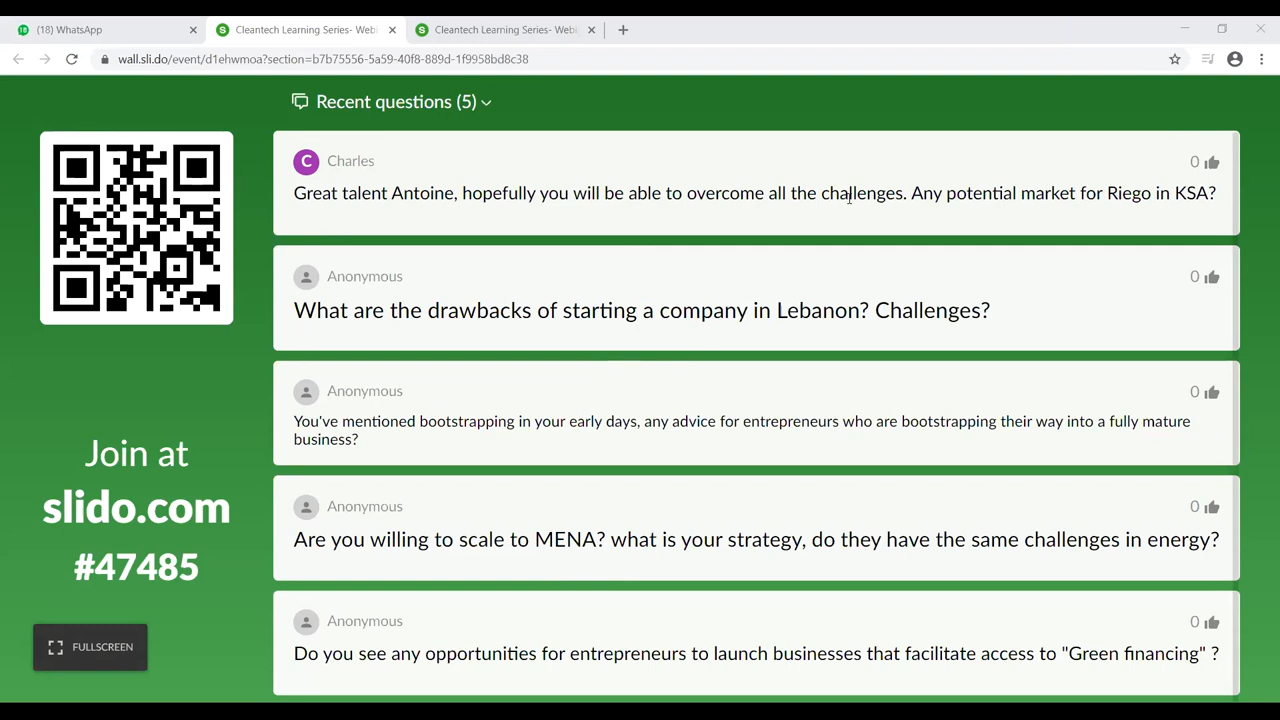 (18) WhatsApp
Cleantech Learning Series- Webi
Cleantech Learning Series- Webi
wall.sli.do/event/d1ehwmoa?section=b7b75556-5a59-40f8-889d-1f9958bd8c38
Recent questions (5)
C
Charles
0
Great talent Antoine, hopefully you will be able to overcome all the challenges. Any potential market for Riego in KSA?
Anonymous
0
What are the drawbacks of starting a company in Lebanon? Challenges?
Anonymous
0
You've mentioned bootstrapping in your early days, any advice for entrepreneurs who are bootstrapping their way into a fully mature
business?
Anonymous
0
Are you willing to scale to MENA? what is your strategy, do they have the same challenges in energy?
Anonymous
0
Do you see any opportunities for entrepreneurs to launch businesses that facilitate access to "Green financing" ?
Join at
slido.com
#47485
FULLSCREEN